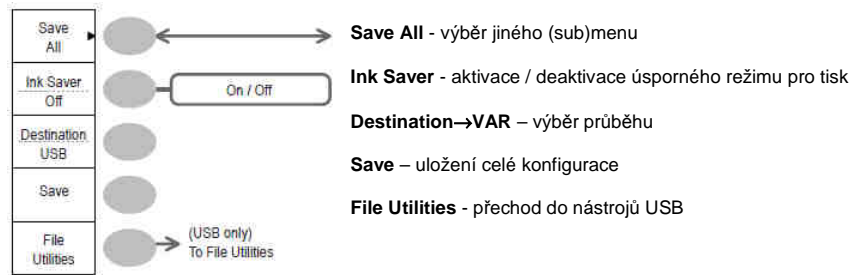 Save
All
Save All - výběr jiného (sub)menu
Ink Saver
Off
On / Off
Ink Saver - aktivace / deaktivace úsporného režimu pro tisk
Destination
USB
Destination→VAR – výběr průběhu
Save
Save – uložení celé konfigurace
File
Utilities
(USB only)
To File Utilities
File Utilities - přechod do nástrojů USB